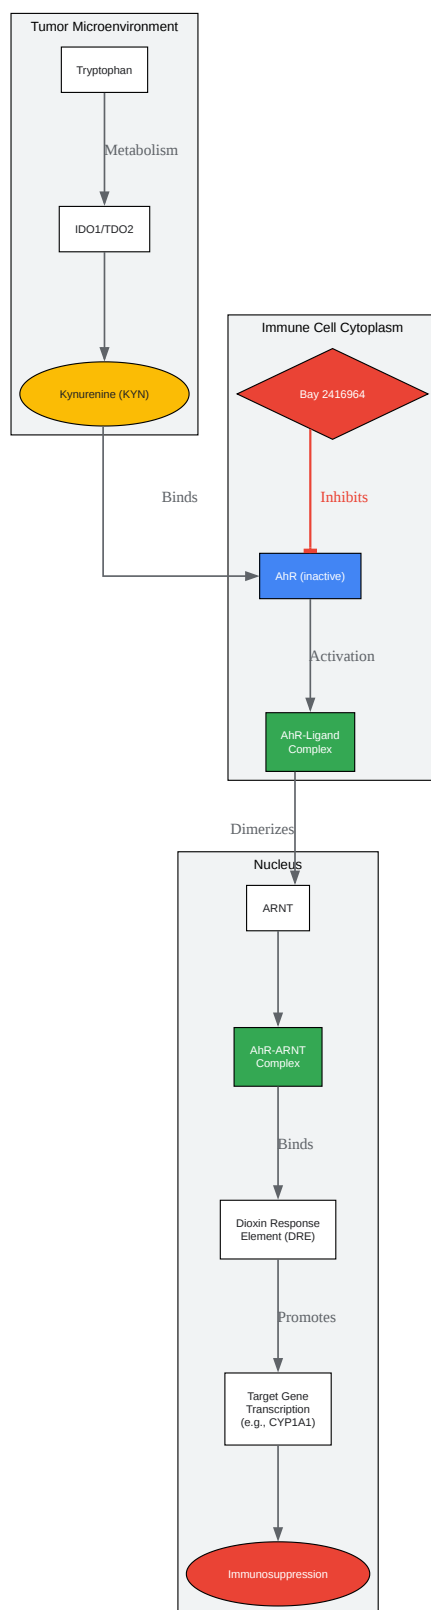 Tumor Microenvironment
Tryptophan
Metabolism
IDO1/TDO2
Kynurenine (KYN)
Binds
Immune Cell Cytoplasm
Bay 2416964
Inhibits
AhR (inactive)
Activation
AhR-Ligand
Complex
Dimerizes
Nucleus
ARNT
AhR-ARNT
Complex
Binds
Dioxin Response
Element (DRE)
Promotes
Target Gene
Transcription
(e.g., CYP1A1)
Immunosuppression